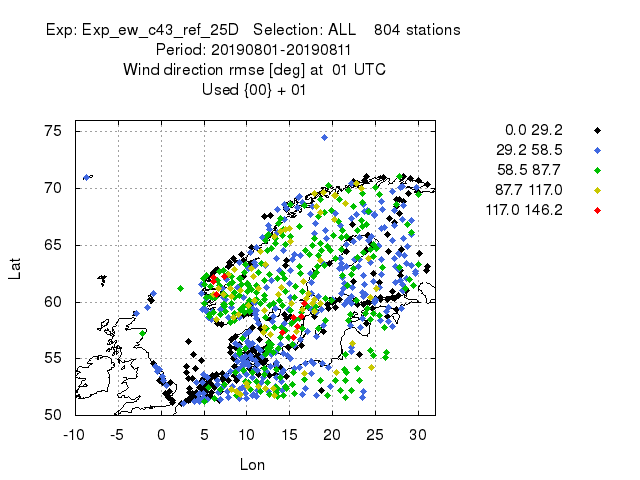 Exp: Exp_ew_c43_ref_25D   Selection: ALL    804 stations
Period: 20190801-20190811
Wind direction rmse [deg] at  01 UTC
Used {00} + 01
0.0 29.2
29.2 58.5
58.5 87.7
87.7 117.0
117.0 146.2
75
70
65
60
55
50
Lat
-10 -5 0 5 10 15 20 25 30
Lon